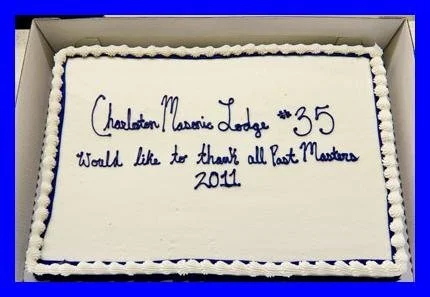 Charleston Masonic Lodge #35
Would like to thank all Past Masters
2011